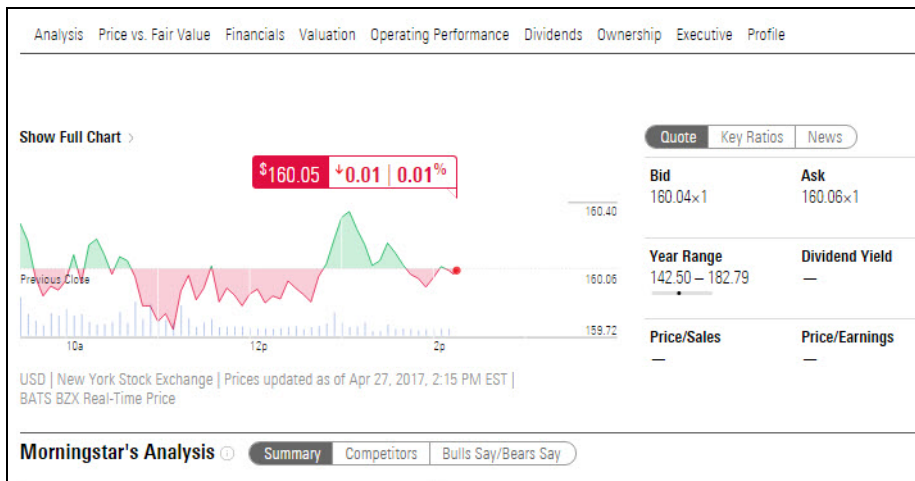 Analysis Price vs. Fair Value Financials Valuation Operating Performance Dividends Ownership Executive Profile
Show Full Chart >
Quote Key Ratios News
$160.05 ↓0.01 | 0.01%
Bid Ask
160.04×1 160.06×1
160.40
Year Range Dividend Yield
142.50 – 182.79 —
Previous Close 160.06
159.72
Price/Sales Price/Earnings
— —
10a 12p 2p
USD | New York Stock Exchange | Prices updated as of Apr 27, 2017, 2:15 PM EST |
BATS BZX Real-Time Price
Morningstar's Analysis Summary Competitors Bulls Say/Bears Say